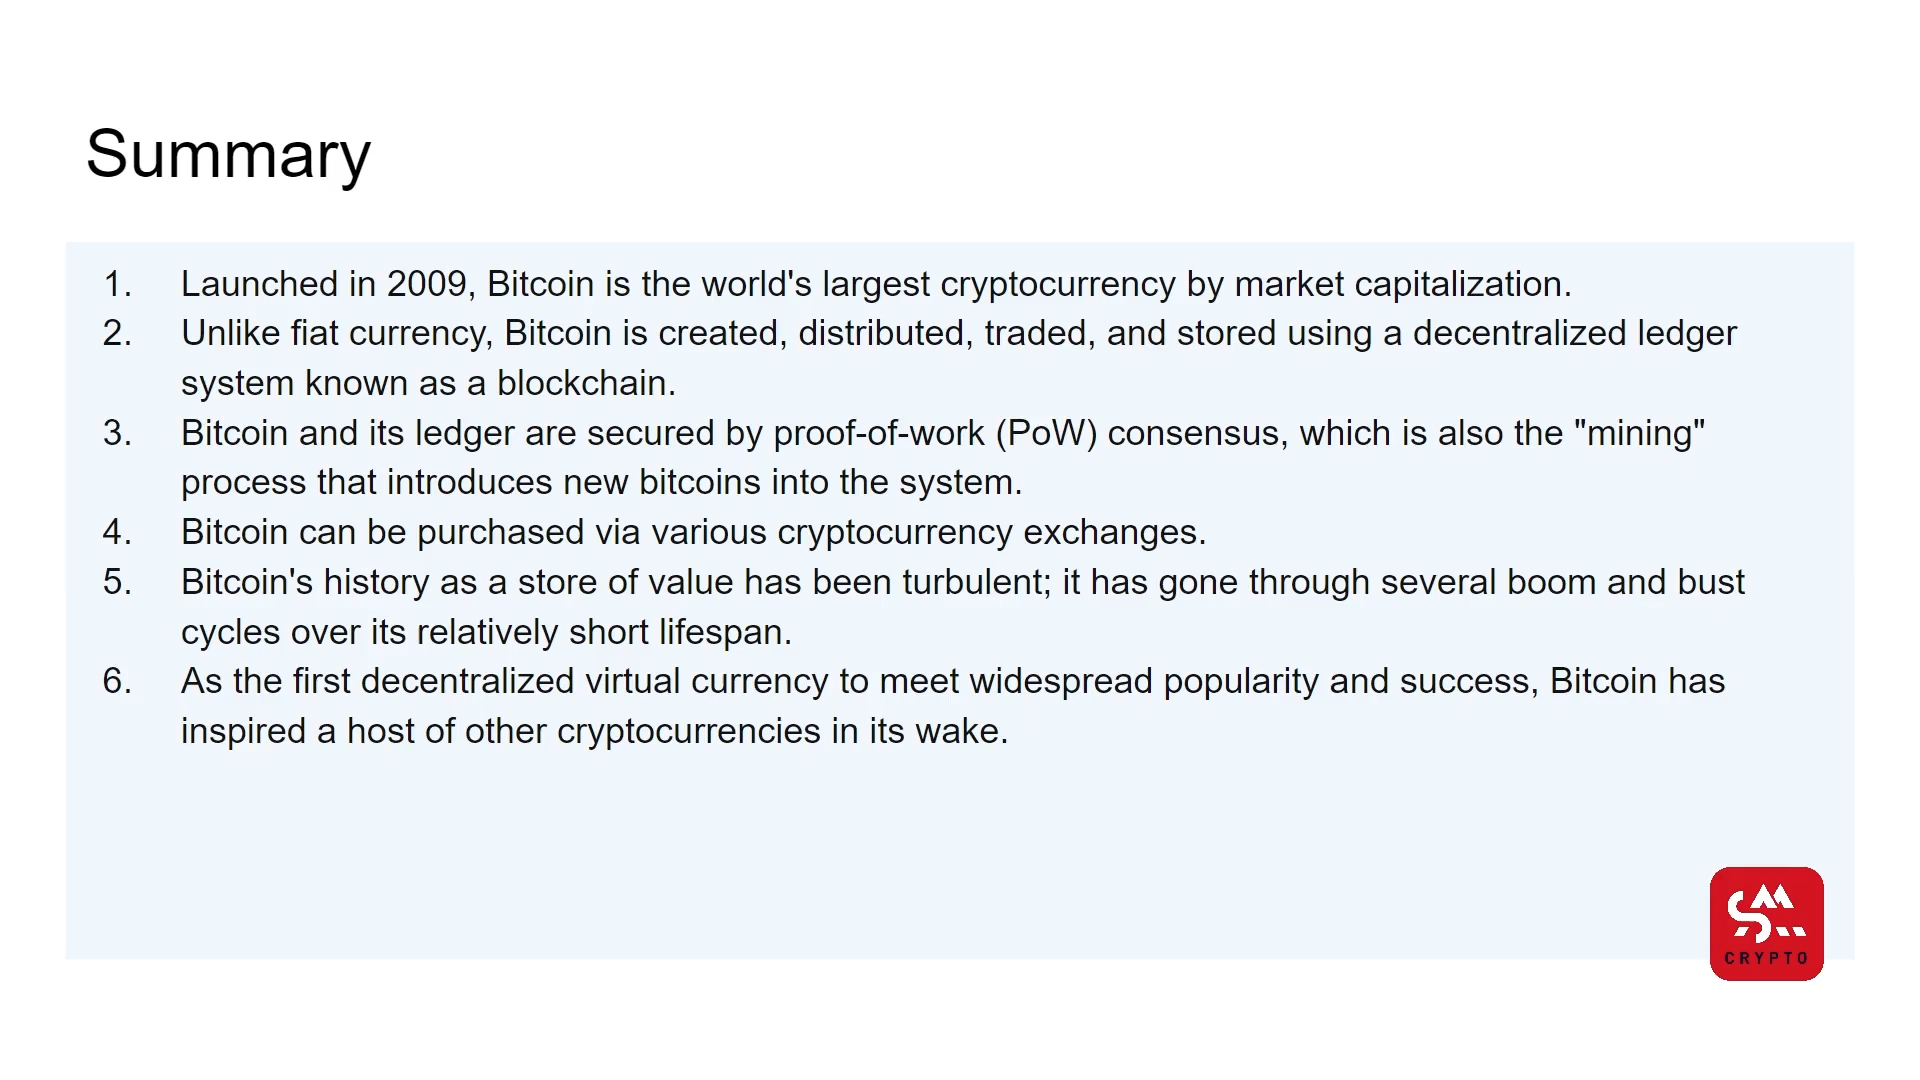 Summary
1. Launched in 2009, Bitcoin is the world's largest cryptocurrency by market capitalization.
2. Unlike fiat currency, Bitcoin is created, distributed, traded, and stored using a decentralized ledger
system known as a blockchain.
3. Bitcoin and its ledger are secured by proof-of-work (PoW) consensus, which is also the "mining"
process that introduces new bitcoins into the system.
4. Bitcoin can be purchased via various cryptocurrency exchanges.
5. Bitcoin's history as a store of value has been turbulent; it has gone through several boom and bust
cycles over its relatively short lifespan.
6. As the first decentralized virtual currency to meet widespread popularity and success, Bitcoin has
inspired a host of other cryptocurrencies in its wake.
CRYPTO